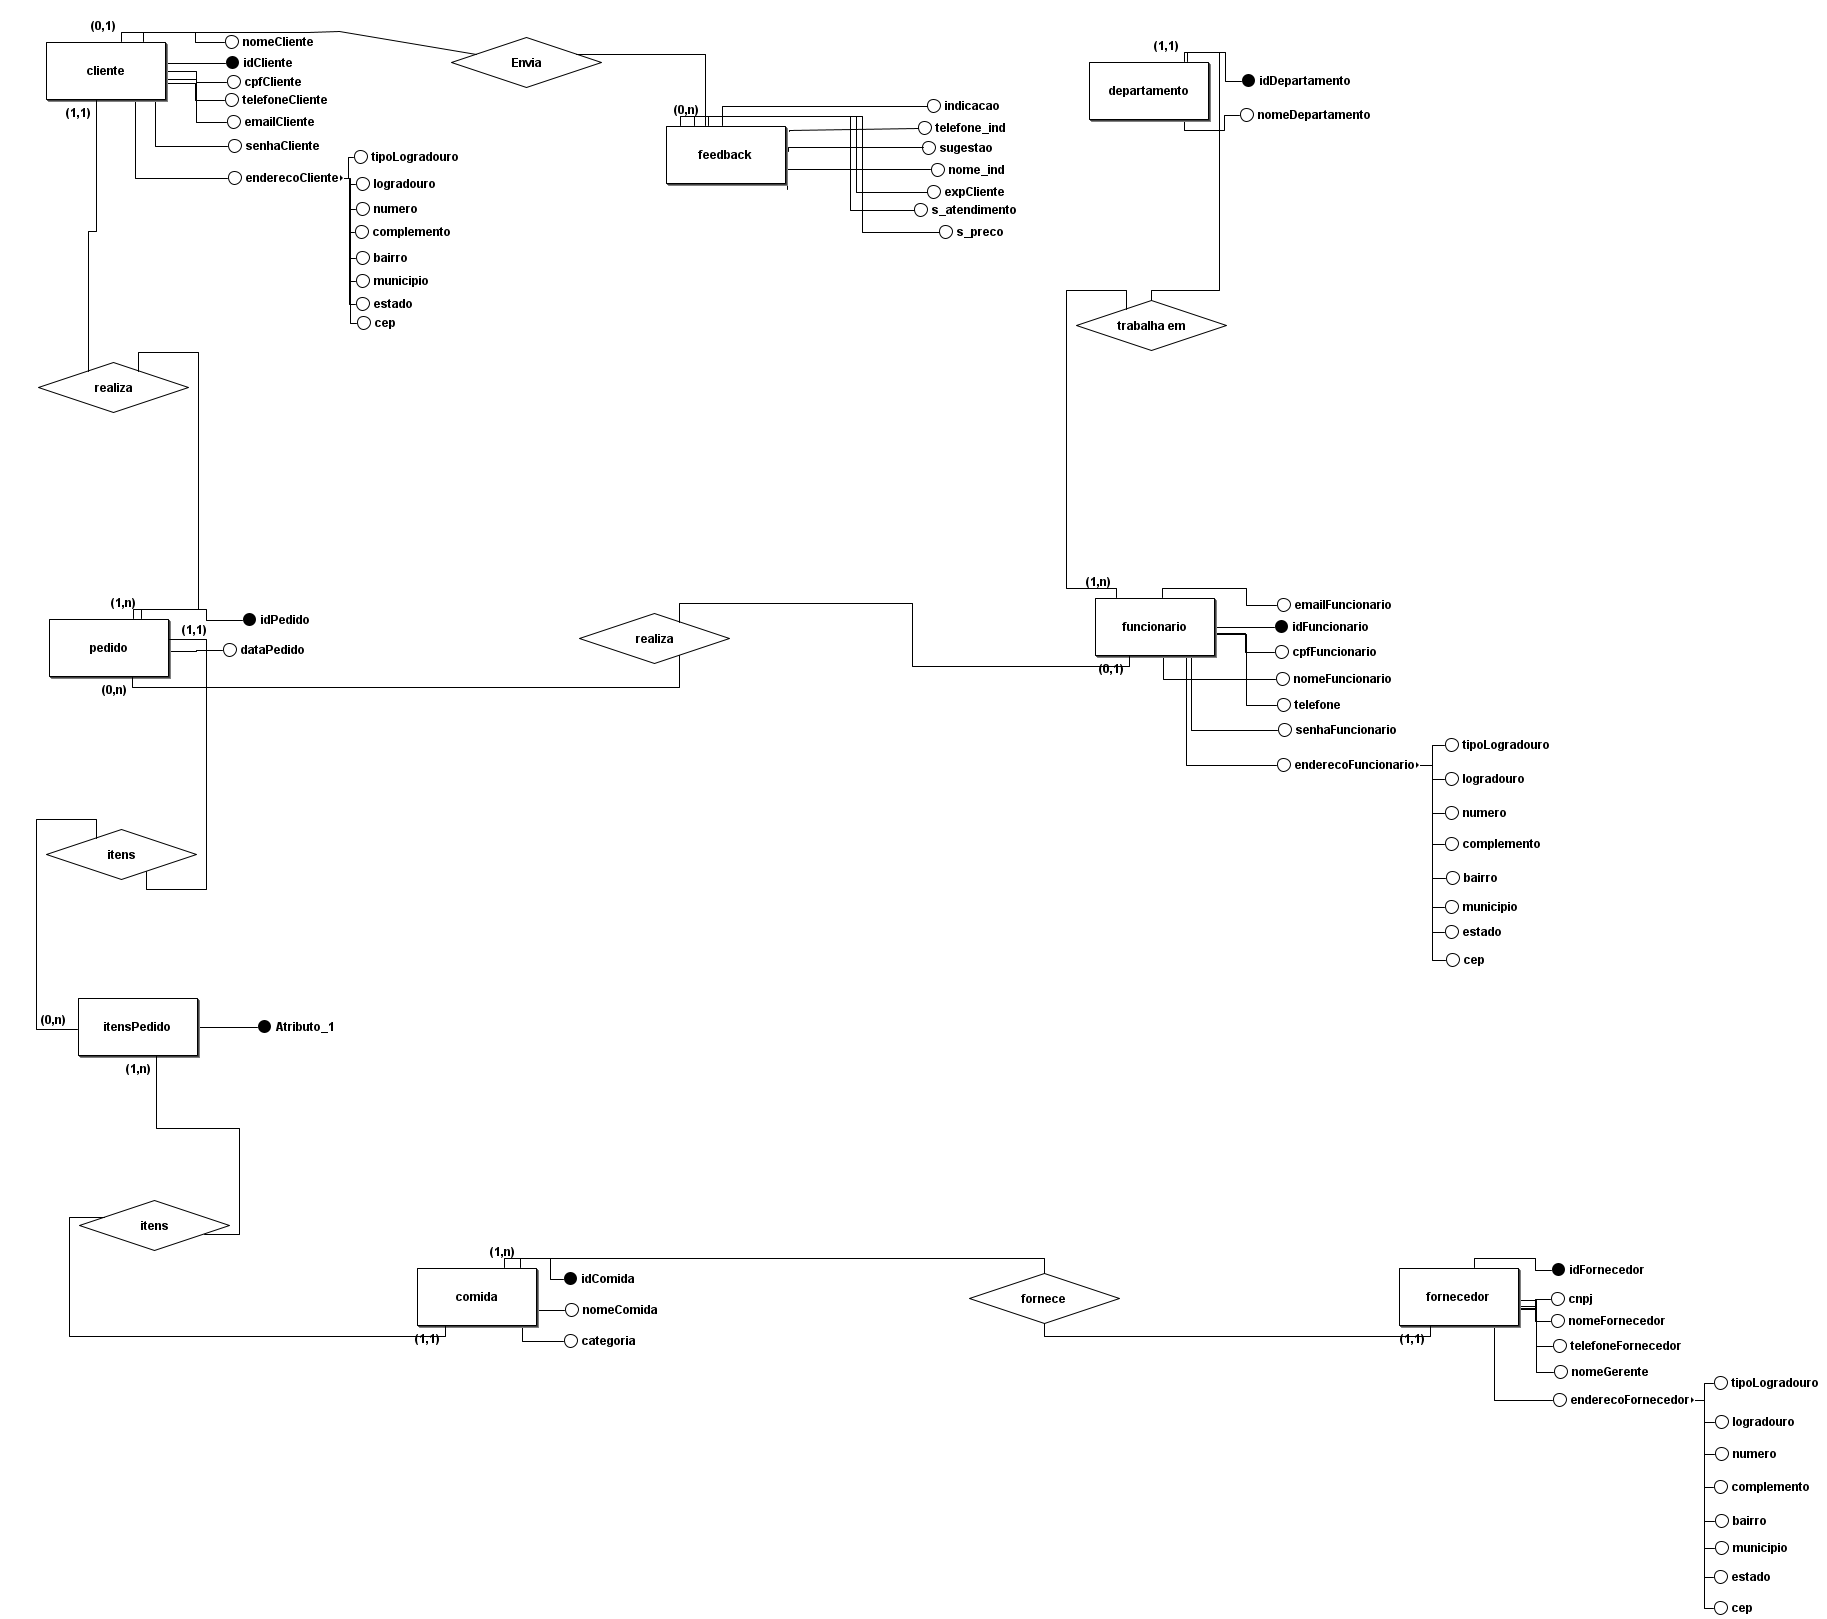 (0,1)
cliente
nomeCliente
idCliente
cpfCliente
telefoneCliente
emailCliente
senhaCliente
enderecoCliente
(1,1)
tipoLogradouro
logradouro
numero
complemento
bairro
municipio
estado
cep
Envia
(0,n)
feedback
indicacao
telefone_ind
sugestao
nome_ind
expCliente
s_atendimento
s_preco
(1,1)
departamento
idDepartamento
nomeDepartamento
trabalha em
realiza
(1,n)
pedido
idPedido
(1,1)
dataPedido
(0,n)
realiza
(1,n)
funcionario
(0,1)
emailFuncionario
idFuncionario
cpfFuncionario
nomeFuncionario
telefone
senhaFuncionario
enderecoFuncionario
tipoLogradouro
logradouro
numero
complemento
bairro
municipio
estado
cep
itens
(0,n)
itensPedido
Atributo_1
(1,n)
itens
(1,n)
comida
idComida
nomeComida
categoria
(1,1)
fornece
fornecedor
(1,1)
idFornecedor
cnpj
nomeFornecedor
telefoneFornecedor
nomeGerente
enderecoFornecedor
tipoLogradouro
logradouro
numero
complemento
bairro
municipio
estado
cep